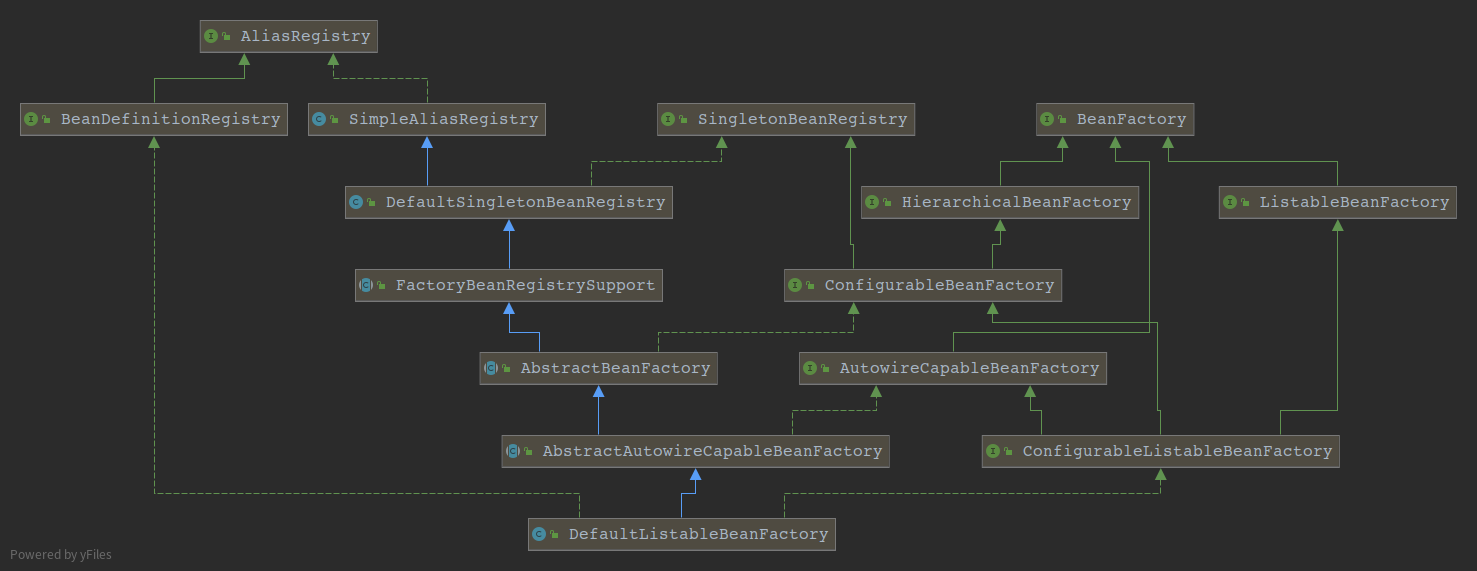 AliasRegistry
BeanDefinitionRegistry
SimpleAliasRegistry
SingletonBeanRegistry
BeanFactory
DefaultSingletonBeanRegistry
HierarchicalBeanFactory
ListableBeanFactory
FactoryBeanRegistrySupport
ConfigurableBeanFactory
AbstractBeanFactory
AutowireCapableBeanFactory
AbstractAutowireCapableBeanFactory
ConfigurableListableBeanFactory
DefaultListableBeanFactory
Powered by yFiles